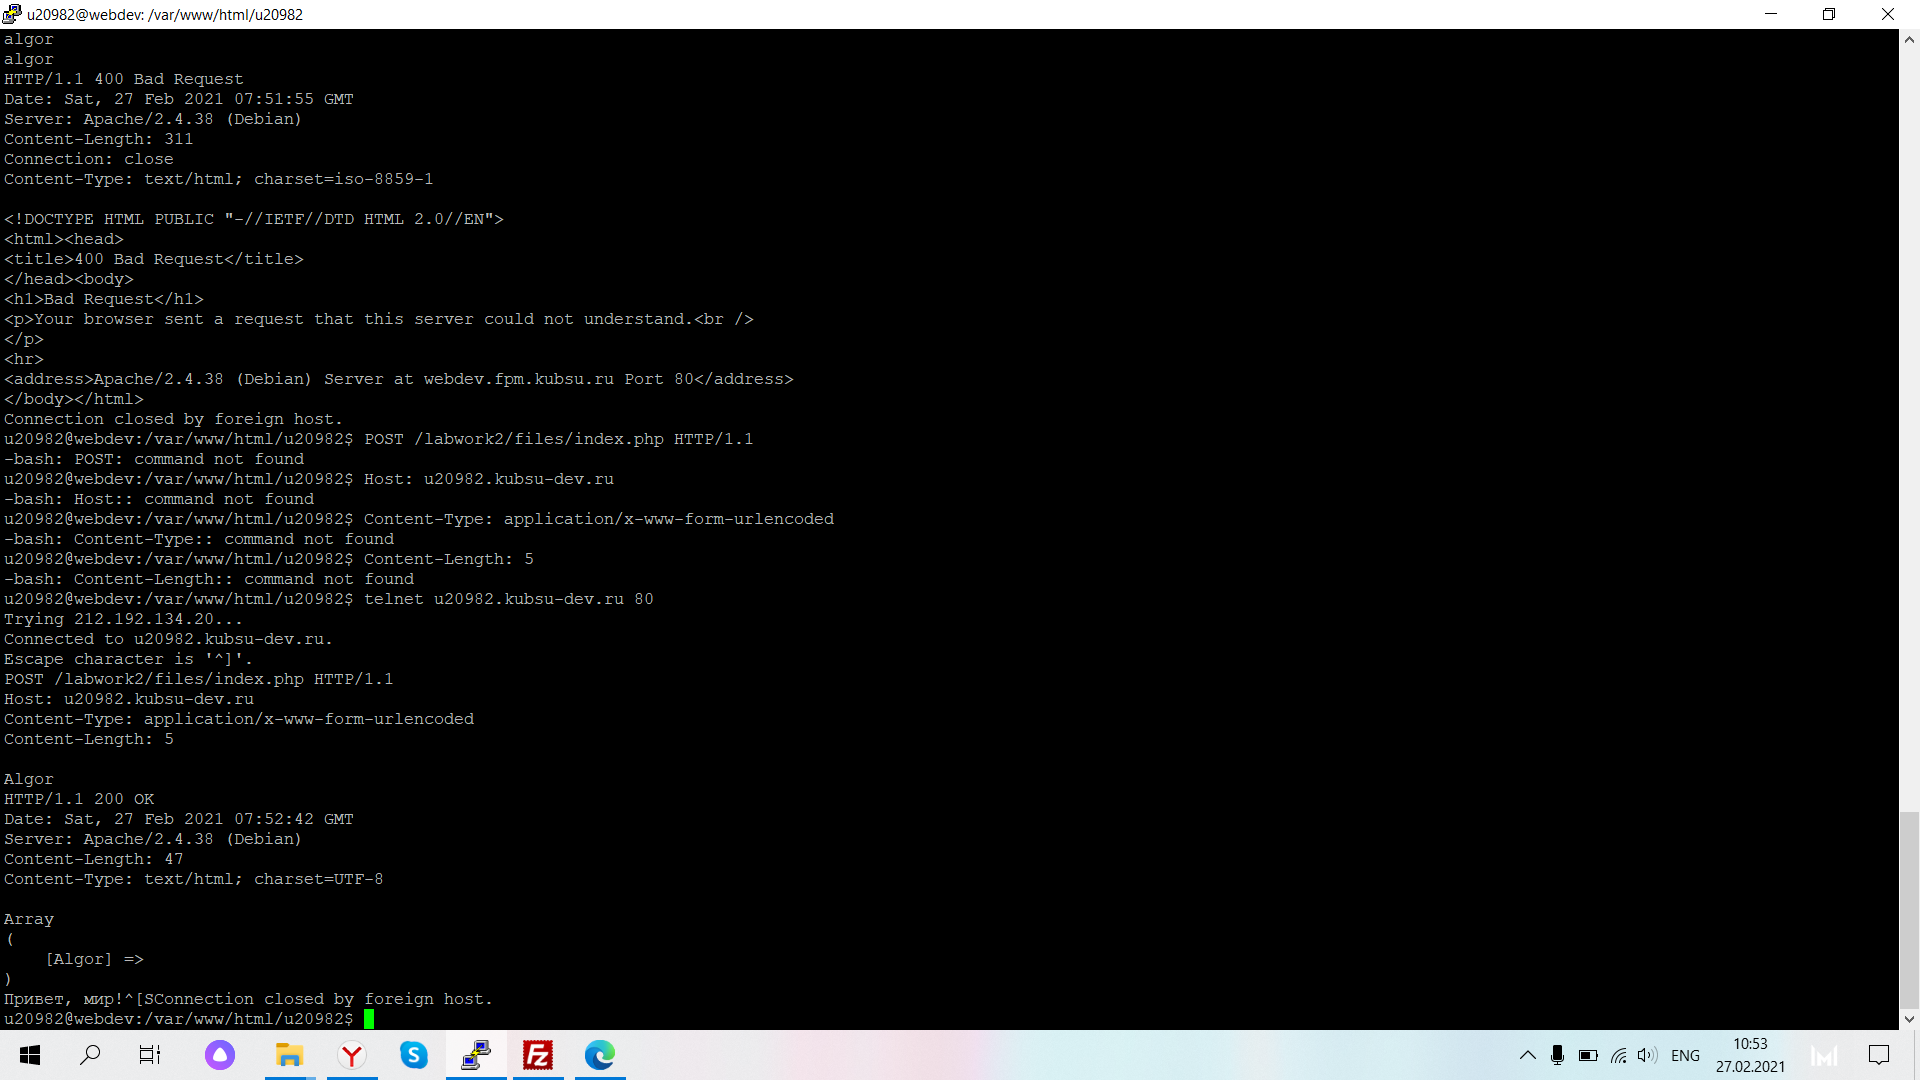 u20982@webdev: /var/www/html/u20982
algor
algor
HTTP/1.1 400 Bad Request
Date: Sat, 27 Feb 2021 07:51:55 GMT
Server: Apache/2.4.38 (Debian)
Content-Length: 311
Connection: close
Content-Type: text/html; charset=iso-8859-1
<!DOCTYPE HTML PUBLIC "-//IETF//DTD HTML 2.0//EN">
<html><head>
<title>400 Bad Request</title>
</head><body>
<h1>Bad Request</h1>
<p>Your browser sent a request that this server could not understand.<br />
</p>
<hr>
<address>Apache/2.4.38 (Debian) Server at webdev.fpm.kubsu.ru Port 80</address>
</body></html>
Connection closed by foreign host.
u20982@webdev:/var/www/html/u20982$ POST /labwork2/files/index.php HTTP/1.1
-bash: POST: command not found
u20982@webdev:/var/www/html/u20982$ Host: u20982.kubsu-dev.ru
-bash: Host:: command not found
u20982@webdev:/var/www/html/u20982$ Content-Type: application/x-www-form-urlencoded
-bash: Content-Type:: command not found
u20982@webdev:/var/www/html/u20982$ Content-Length: 5
-bash: Content-Length:: command not found
u20982@webdev:/var/www/html/u20982$ telnet u20982.kubsu-dev.ru 80
Trying 212.192.134.20...
Connected to u20982.kubsu-dev.ru.
Escape character is '^]'.
POST /labwork2/files/index.php HTTP/1.1
Host: u20982.kubsu-dev.ru
Content-Type: application/x-www-form-urlencoded
Content-Length: 5
Algor
HTTP/1.1 200 OK
Date: Sat, 27 Feb 2021 07:52:42 GMT
Server: Apache/2.4.38 (Debian)
Content-Length: 47
Content-Type: text/html; charset=UTF-8
Array
(
[Algor] =>
)
Привет, мир!^[SConnection closed by foreign host.
u20982@webdev:/var/www/html/u20982$
ENG
10:53
27.02.2021